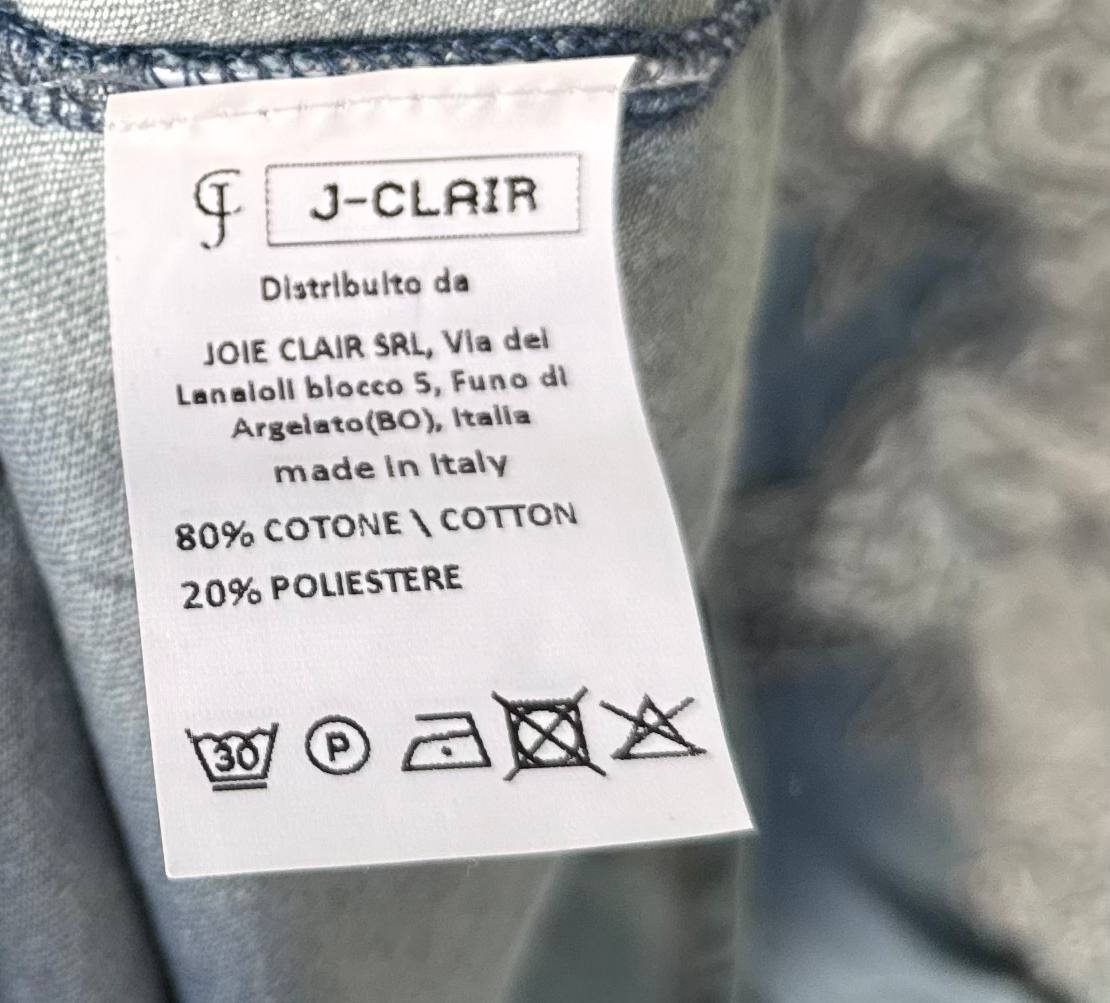 J-CLAIR
Distribuito da
JOIE CLAIR SRL, Via dei
Lanaioli blocco 5, Funo di
Argelato(BO), Italia
made in Italy
80% COTONE \ COTTON
20% POLIESTERE
30 P